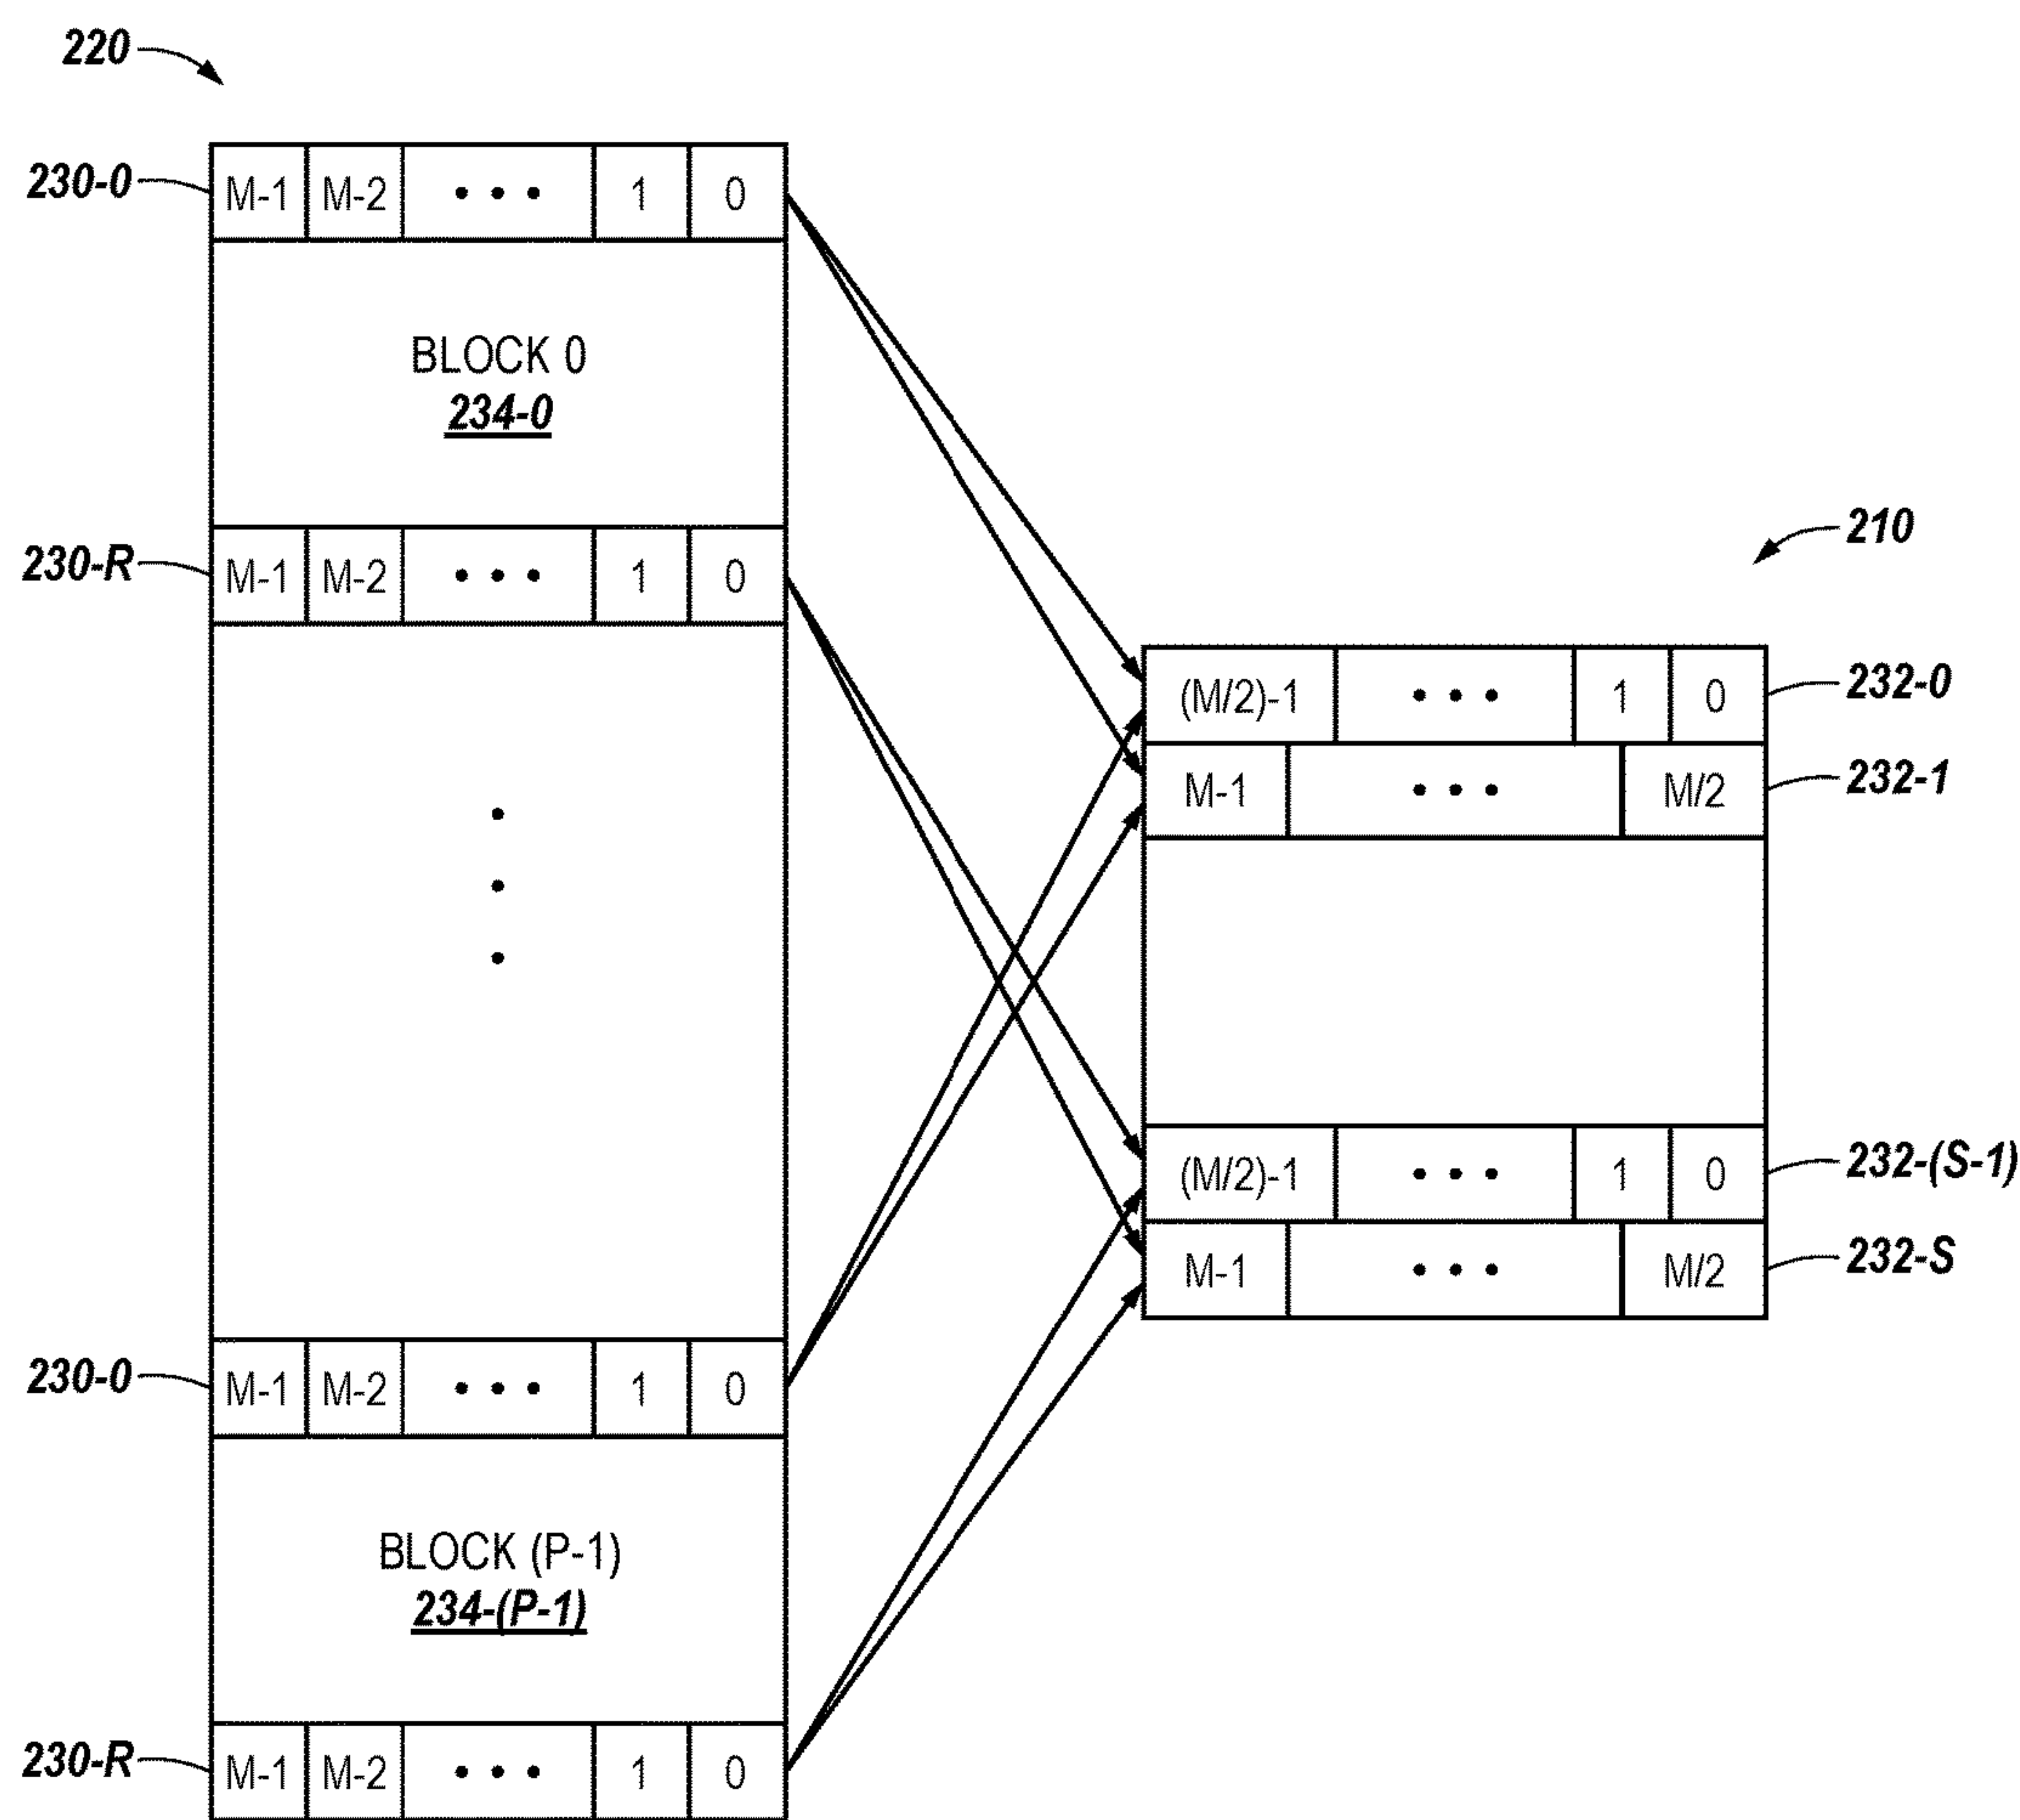 220
230-0 M-1 M-2 • • • 1 0
BLOCK 0
234-0
230-R M-1 M-2 • • • 1 0
•
•
•
230-0 M-1 M-2 • • • 1 0
BLOCK (P-1)
234-(P-1)
230-R M-1 M-2 • • • 1 0
210
(M/2)-1 • • • 1 0 232-0
M-1 • • • M/2 232-1
(M/2)-1 • • • 1 0 232-(S-1)
M-1 • • • M/2 232-S